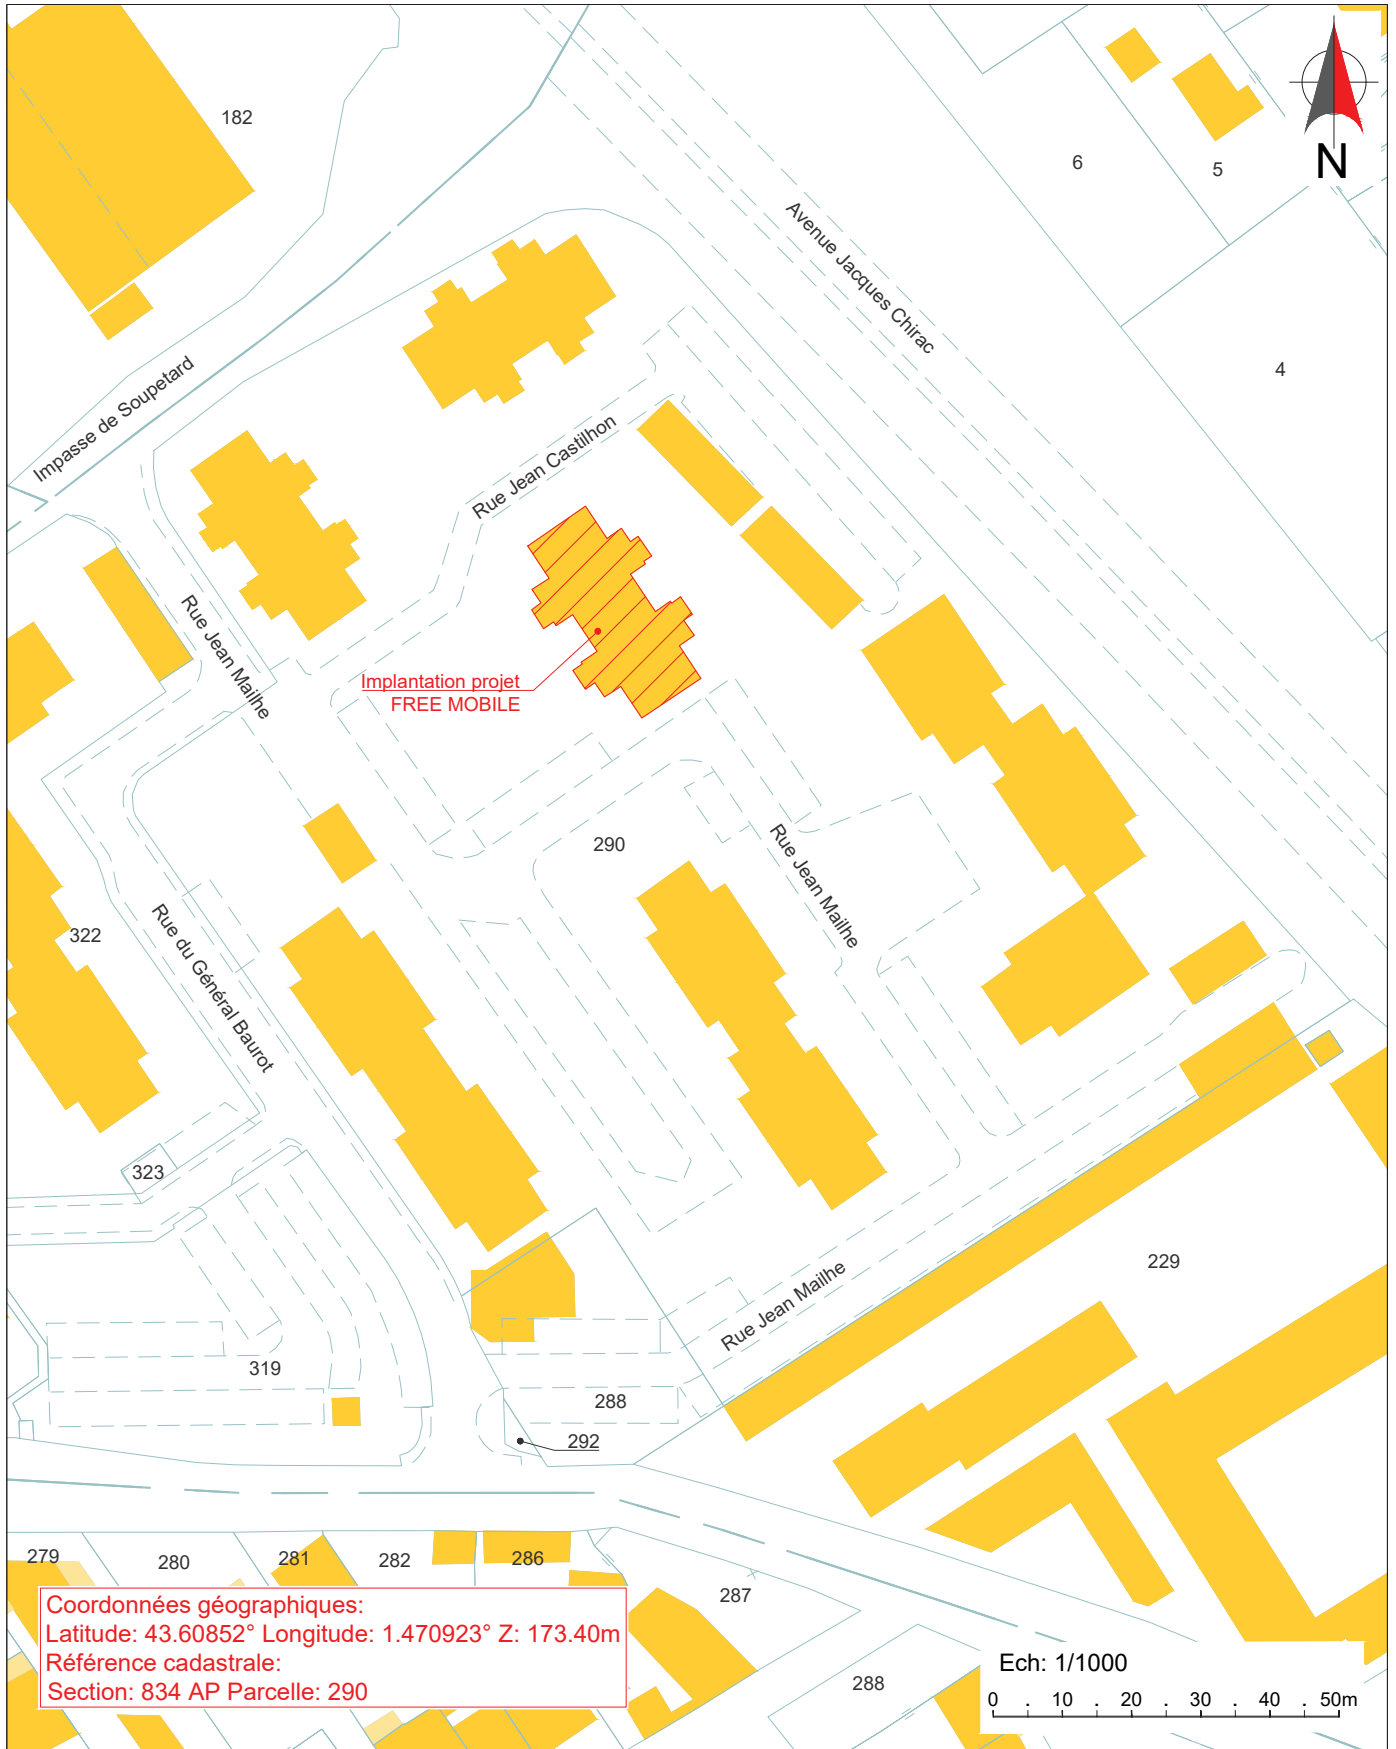 182
N
6
5
Avenue Jacques Chirac
4
Impasse de Soupetard
Rue Jean Castilhon
Rue Jean Mailhe
Implantation projet
FREE MOBILE
290
Rue Jean Mailhe
322
Rue du Général Baurot
323
229
Rue Jean Mailhe
319
288
292
279
280
281
282
286
287
Coordonnées géographiques:
Latitude: 43.60852° Longitude: 1.470923° Z: 173.40m
Référence cadastrale:
Section: 834 AP Parcelle: 290
288
Ech: 1/1000
0 . 10 . 20 . 30 . 40 . 50m